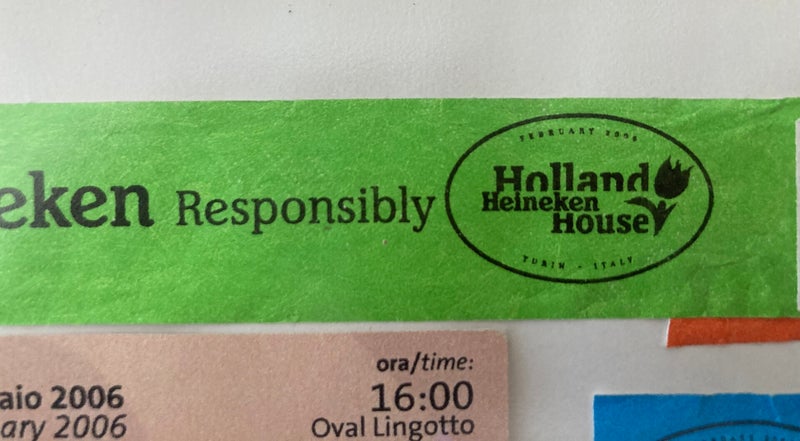 eken Responsibly
FEBRUARY 2006
Holland
Heineken
House
TURIN - ITALY
ora/time:
aio 2006
16:00
ary 2006
Oval Lingotto